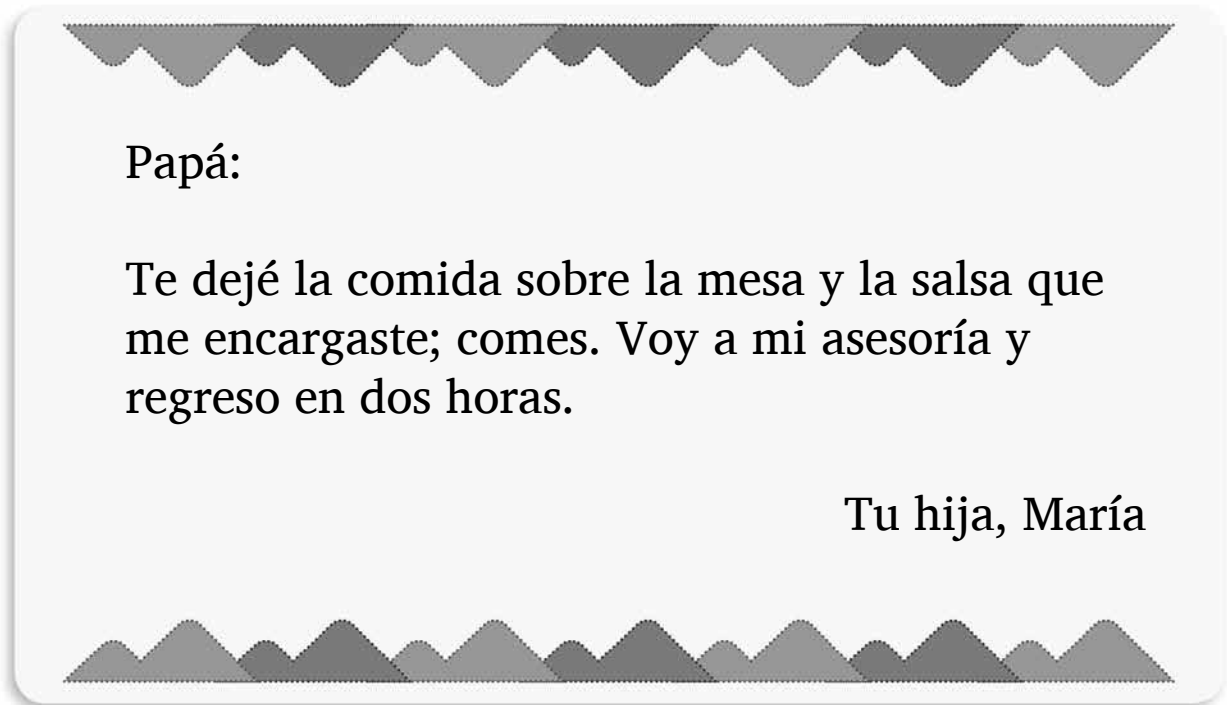 Papá:
Te dejé la comida sobre la mesa y la salsa que
me encargaste; comes. Voy a mi asesoría y
regreso en dos horas.
Tu hija, María